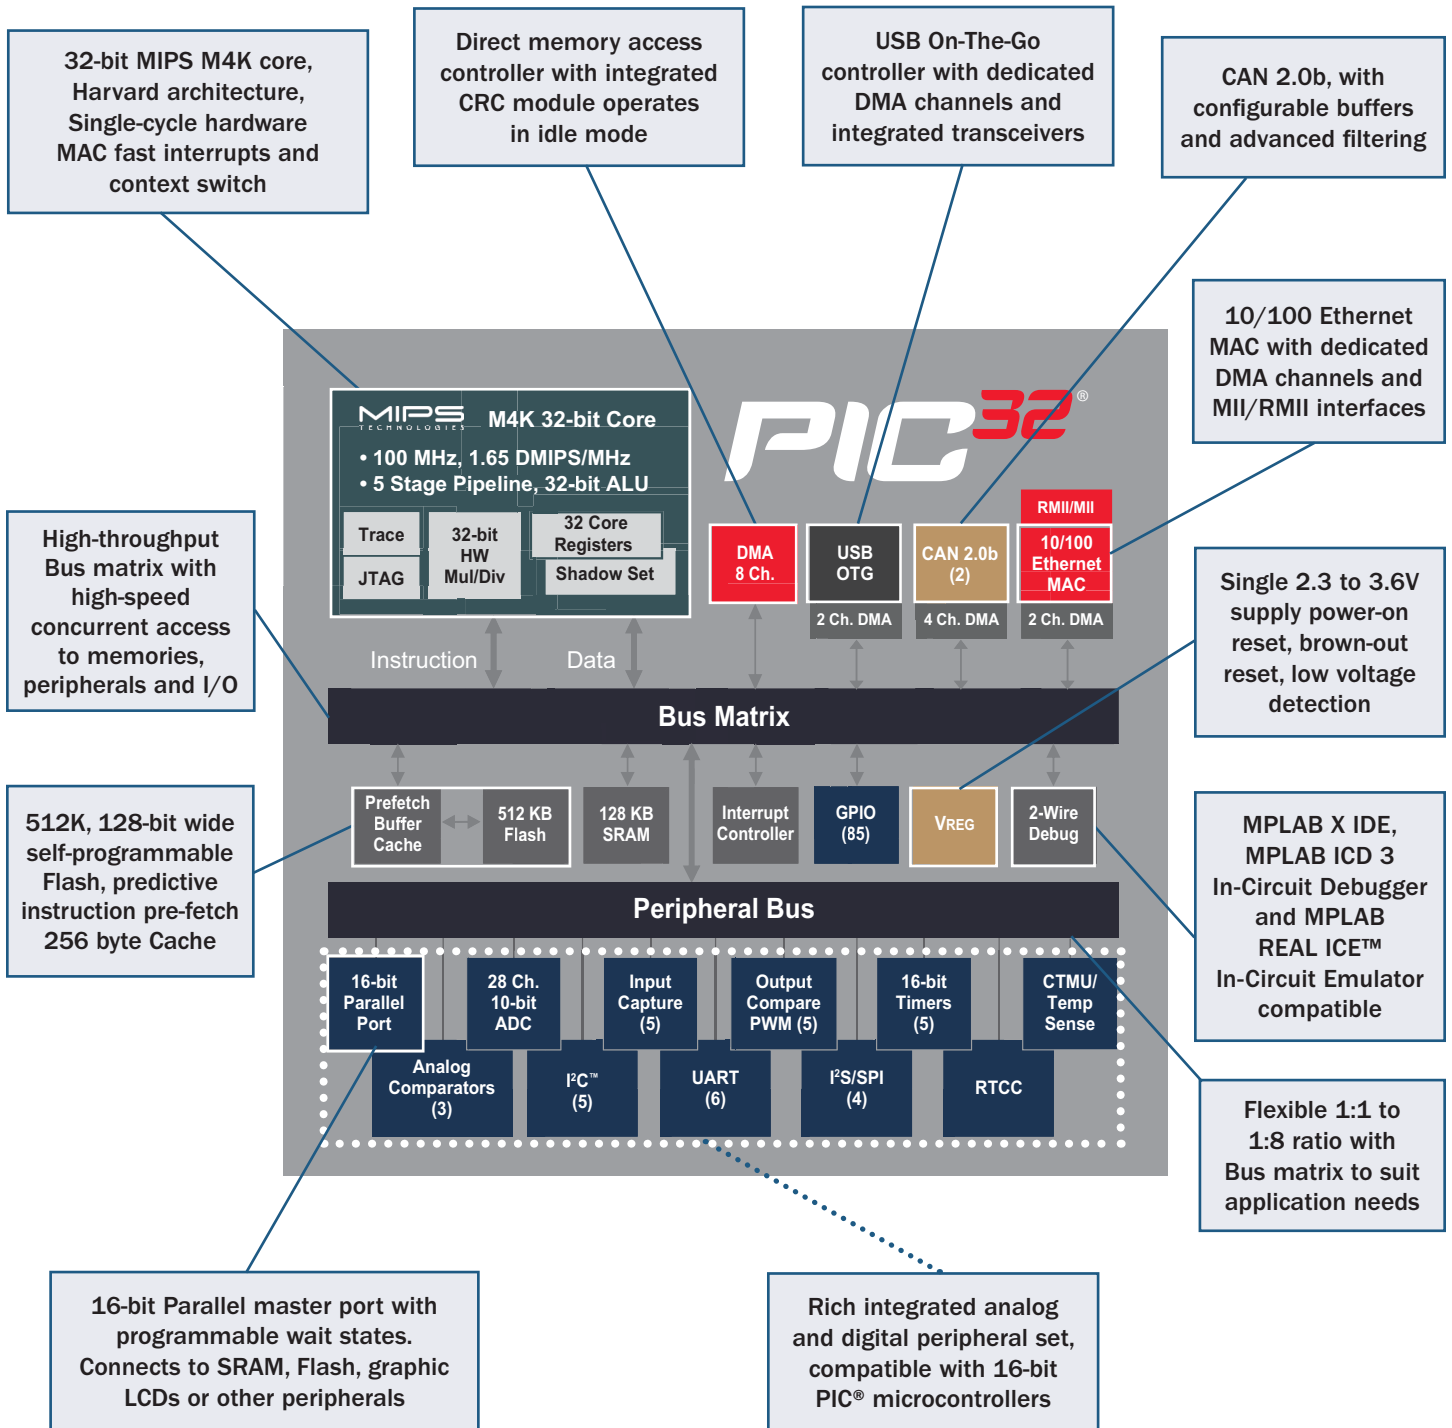 32-bit MIPS M4K core,
Harvard architecture,
Single-cycle hardware
MAC fast interrupts and
context switch
Direct memory access
controller with integrated
CRC module operates
in idle mode
USB On-The-Go
controller with dedicated
DMA channels and
integrated transceivers
CAN 2.0b, with
configurable buffers
and advanced filtering
10/100 Ethernet
MAC with dedicated
DMA channels and
MII/RMII interfaces
MIPS
TECHNOLOGIES
M4K 32-bit Core
• 100 MHz, 1.65 DMIPS/MHz
• 5 Stage Pipeline, 32-bit ALU
Trace
JTAG
32-bit
HW
Mul/Div
32 Core
Registers
Shadow Set
PIC32®
DMA
8 Ch.
USB
OTG
2 Ch. DMA
CAN 2.0b
(2)
4 Ch. DMA
RMII/MII
10/100
Ethernet
MAC
2 Ch. DMA
High-throughput
Bus matrix with
high-speed
concurrent access
to memories,
peripherals and I/O
Single 2.3 to 3.6V
supply power-on
reset, brown-out
reset, low voltage
detection
Instruction
Data
Bus Matrix
512K, 128-bit wide
self-programmable
Flash, predictive
instruction pre-fetch
256 byte Cache
Prefetch
Buffer
Cache
512 KB
Flash
128 KB
SRAM
Interrupt
Controller
GPIO
(85)
VREG
2-Wire
Debug
MPLAB X IDE,
MPLAB ICD 3
In-Circuit Debugger
and MPLAB
REAL ICE™
In-Circuit Emulator
compatible
Peripheral Bus
16-bit
Parallel
Port
28 Ch.
10-bit
ADC
Input
Capture
(5)
Output
Compare
PWM (5)
16-bit
Timers
(5)
CTMU/
Temp
Sense
Analog
Comparators
(3)
I²C™
(5)
UART
(6)
I²S/SPI
(4)
RTCC
Flexible 1:1 to
1:8 ratio with
Bus matrix to suit
application needs
16-bit Parallel master port with
programmable wait states.
Connects to SRAM, Flash, graphic
LCDs or other peripherals
Rich integrated analog
and digital peripheral set,
compatible with 16-bit
PIC® microcontrollers